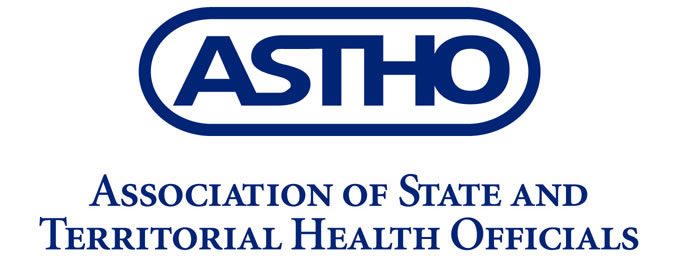 ASTHO
Association of State and
Territorial Health Officials